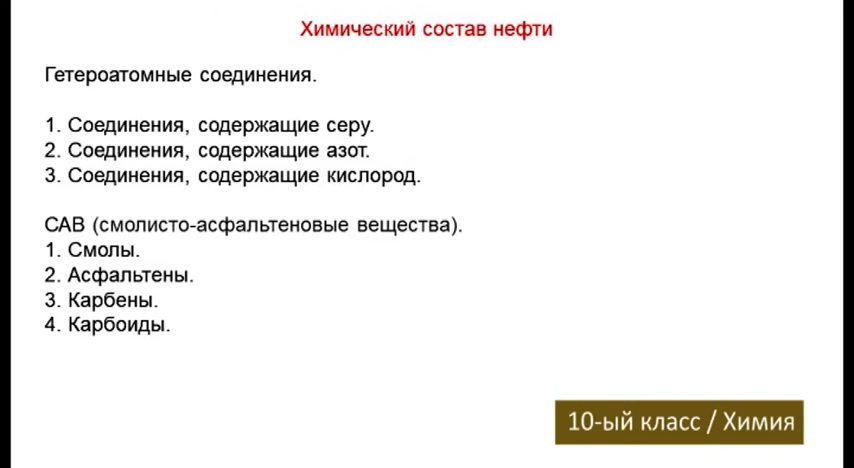 Химический состав нефти
Гетероатомные соединения.
1. Соединения, содержащие серу.
2. Соединения, содержащие азот.
3. Соединения, содержащие кислород.
САВ (смолисто-асфальтеновые вещества).
1. Смолы.
2. Асфальтены.
3. Карбены.
4. Карбоиды.
10-ый класс / Химия